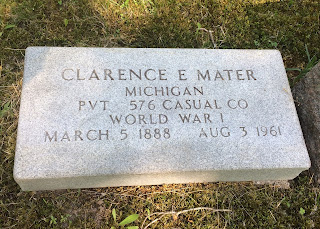 CLARENCE E MATER
MICHIGAN
PVT 576 CASUAL CO
WORLD WAR I
MARCH 5 1888 AUG 3 1961